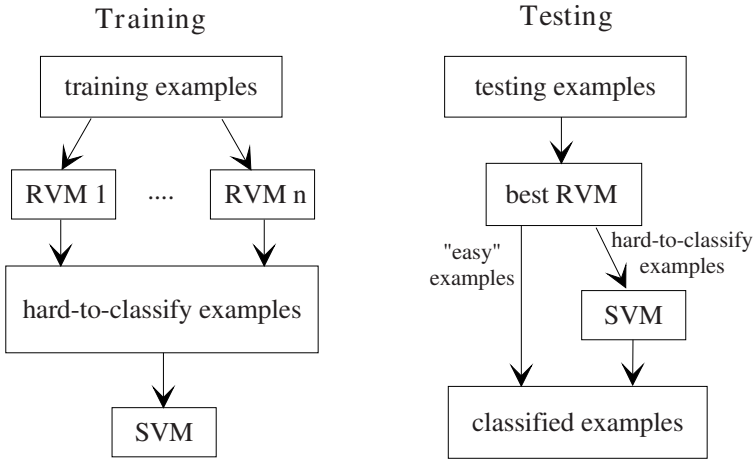 Training
training examples
RVM 1
....
RVM n
hard-to-classify examples
SVM
Testing
testing examples
best RVM
"easy"
examples
hard-to-classify
examples
SVM
classified examples